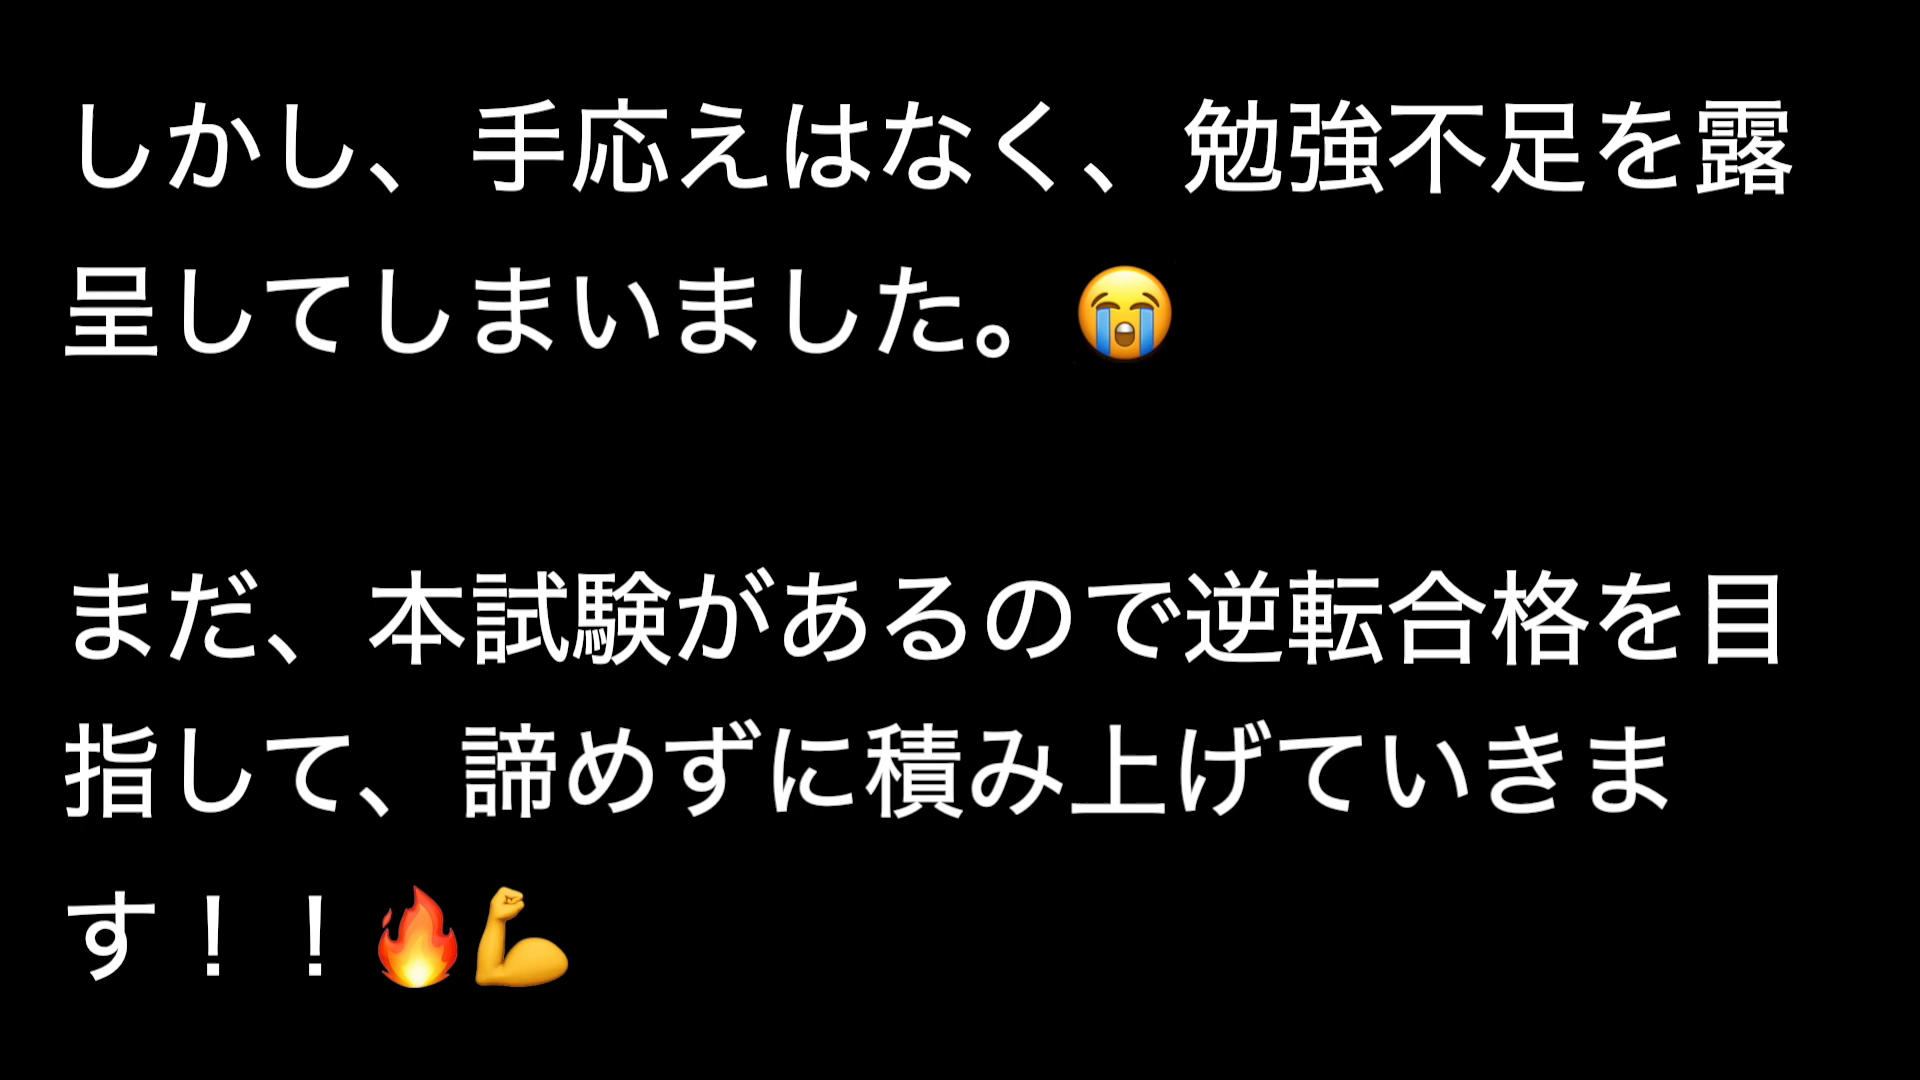 しかし、手応えはなく、勉強不足を露
呈してしまいました。😭
まだ、本試験があるので逆転合格を目
指して、諦めずに積み上げていきま
す！！🔥💪